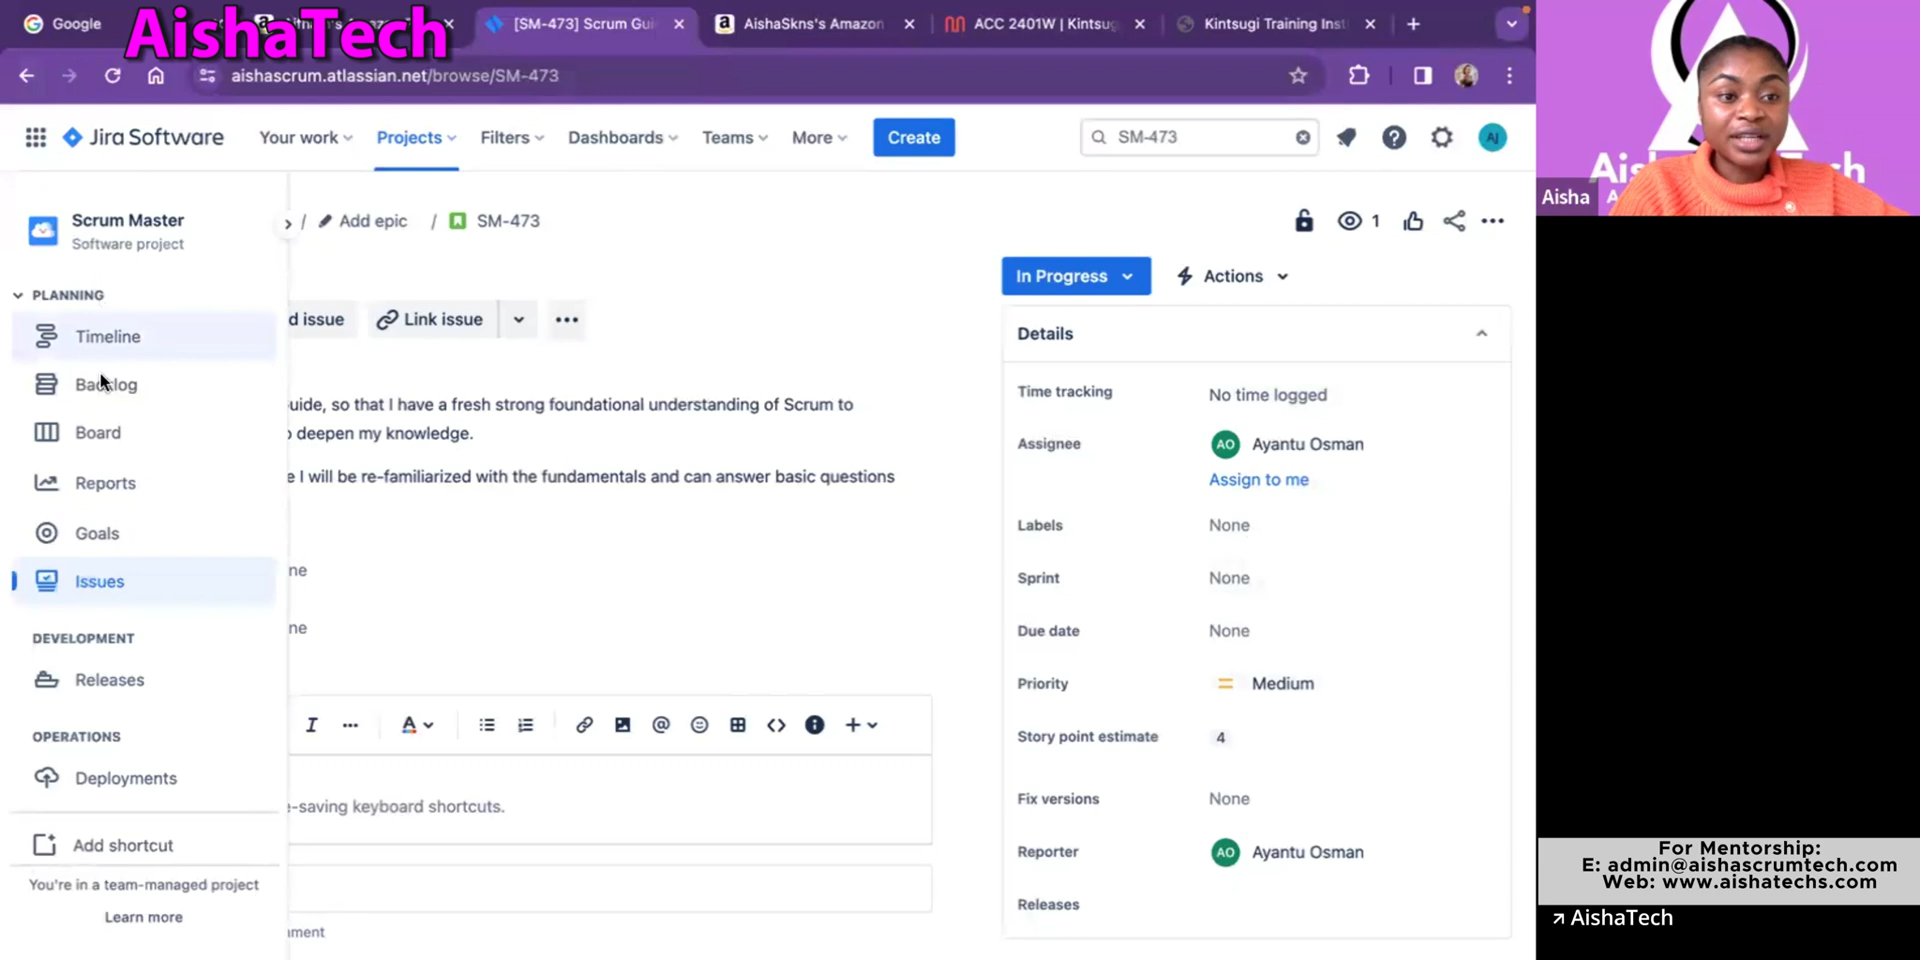 Google
[SM-473] Scrum Gui
AishaSkns's Amazon
ACC 2401W | Kintsug
Kintsugi Training Inst
AishaTech
aishascrum.atlassian.net/browse/SM-473
Jira Software
Your work
Projects
Filters
Dashboards
Teams
More
Create
SM-473
AJ
Scrum Master
Software project
PLANNING
Timeline
Backlog
Board
Reports
Goals
Issues
DEVELOPMENT
Releases
OPERATIONS
Deployments
Add shortcut
You're in a team-managed project
Learn more
/ Add epic / SM-473
1
d issue
Link issue
uide, so that I have a fresh strong foundational understanding of Scrum to
o deepen my knowledge.
e I will be re-familiarized with the fundamentals and can answer basic questions
ne
ne
e-saving keyboard shortcuts.
ment
In Progress
Actions
Details
Time tracking No time logged
Assignee AO Ayantu Osman
Assign to me
Labels None
Sprint None
Due date None
Priority Medium
Story point estimate 4
Fix versions None
Reporter AO Ayantu Osman
Releases
Aisha
For Mentorship:
E: admin@aishascrumtech.com
Web: www.aishatechs.com
AishaTech